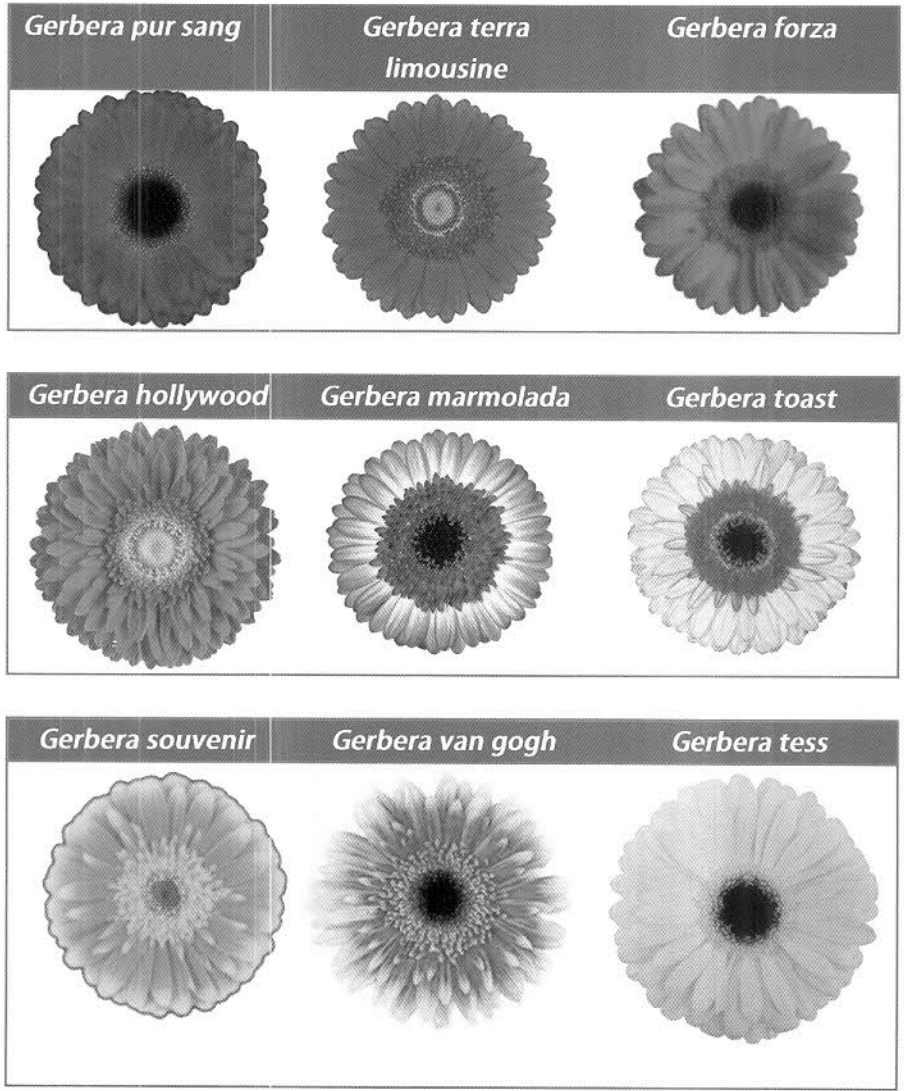 Gerbera pur sang
Gerbera terra
limousine
Gerbera forza
Gerbera hollywood
Gerbera marmolada
Gerbera toast
Gerbera souvenir
Gerbera van gogh
Gerbera tess